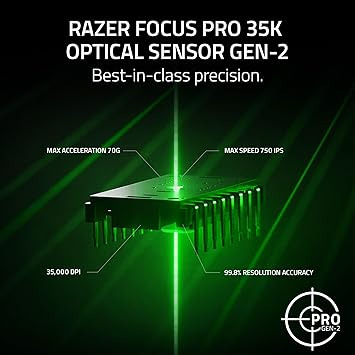 RAZER FOCUS PRO 35K
OPTICAL SENSOR GEN-2
Best-in-class precision.
MAX ACCELERATION 70G
MAX SPEED 750 IPS
35,000 DPI
99.8% RESOLUTION ACCURACY
PRO
GEN-2